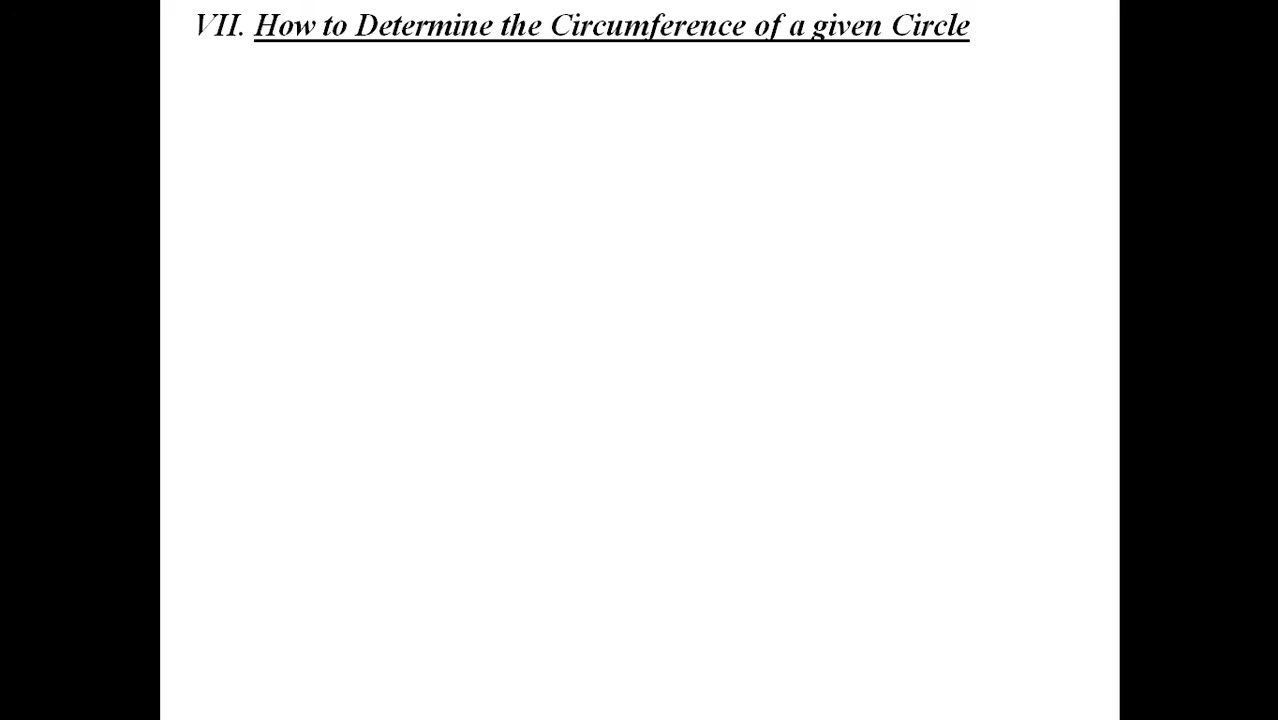 VII. How to Determine the Circumference of a given Circle